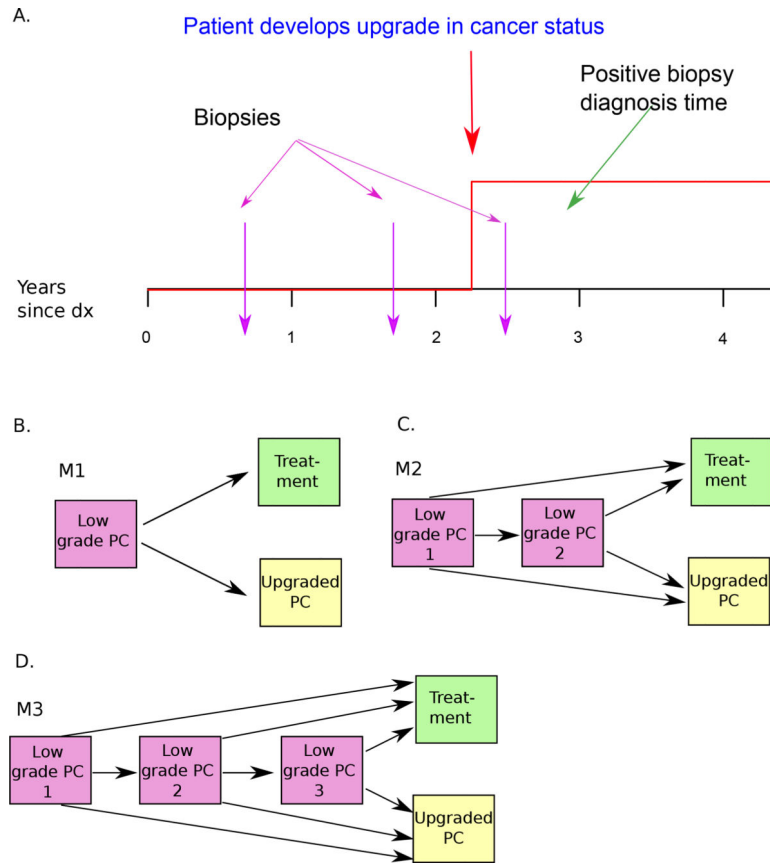 A.
Patient develops upgrade in cancer status
Positive biopsy
diagnosis time
Biopsies
Years
since dx
0
1
2
3
4
B.
M1
Low
grade PC
Treat-
ment
Upgraded
PC
C.
M2
Low
grade PC
1
Low
grade PC
2
Treat-
ment
Upgraded
PC
D.
M3
Low
grade PC
1
Low
grade PC
2
Low
grade PC
3
Treat-
ment
Upgraded
PC